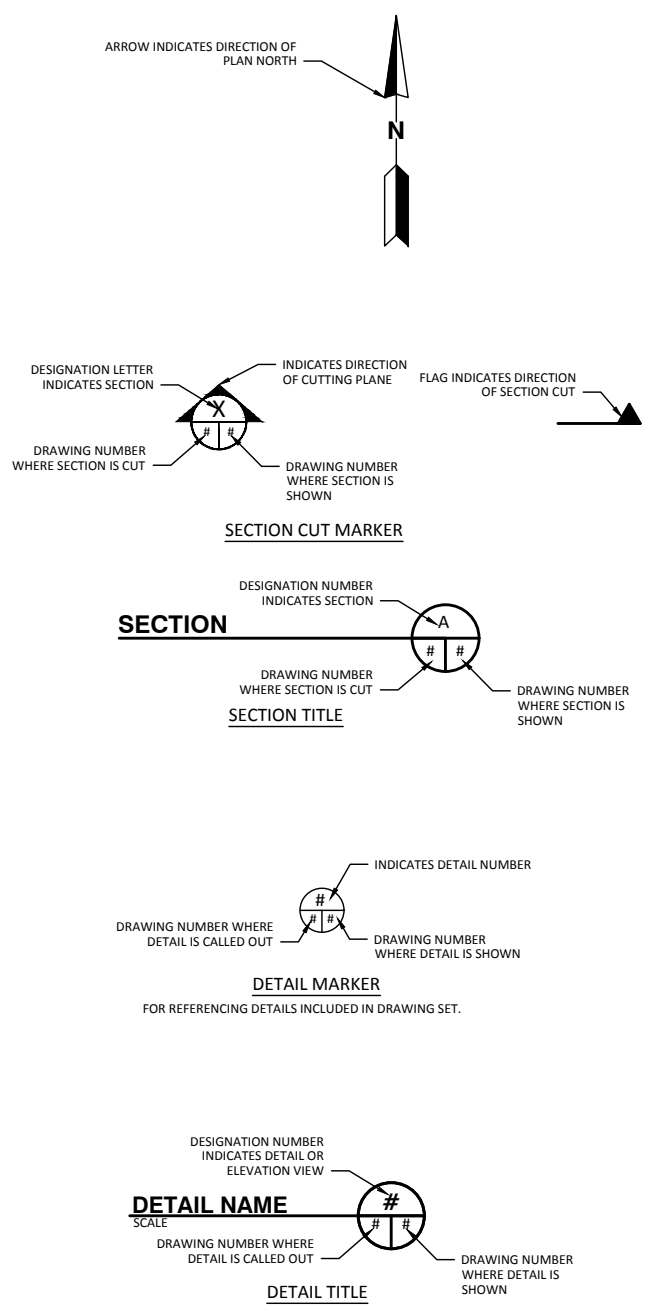 ARROW INDICATES DIRECTION OF
PLAN NORTH
N
DESIGNATION LETTER
INDICATES SECTION
INDICATES DIRECTION
OF CUTTING PLANE
X
# #
DRAWING NUMBER
WHERE SECTION IS CUT
DRAWING NUMBER
WHERE SECTION IS
SHOWN
FLAG INDICATES DIRECTION
OF SECTION CUT
SECTION CUT MARKER
DESIGNATION NUMBER
INDICATES SECTION
SECTION
A
# #
DRAWING NUMBER
WHERE SECTION IS CUT
DRAWING NUMBER
WHERE SECTION IS
SHOWN
SECTION TITLE
INDICATES DETAIL NUMBER
#
# #
DRAWING NUMBER WHERE
DETAIL IS CALLED OUT
DRAWING NUMBER
WHERE DETAIL IS SHOWN
DETAIL MARKER
FOR REFERENCING DETAILS INCLUDED IN DRAWING SET.
DESIGNATION NUMBER
INDICATES DETAIL OR
ELEVATION VIEW
DETAIL NAME
SCALE
#
# #
DRAWING NUMBER WHERE
DETAIL IS CALLED OUT
DRAWING NUMBER
WHERE DETAIL IS
SHOWN
DETAIL TITLE